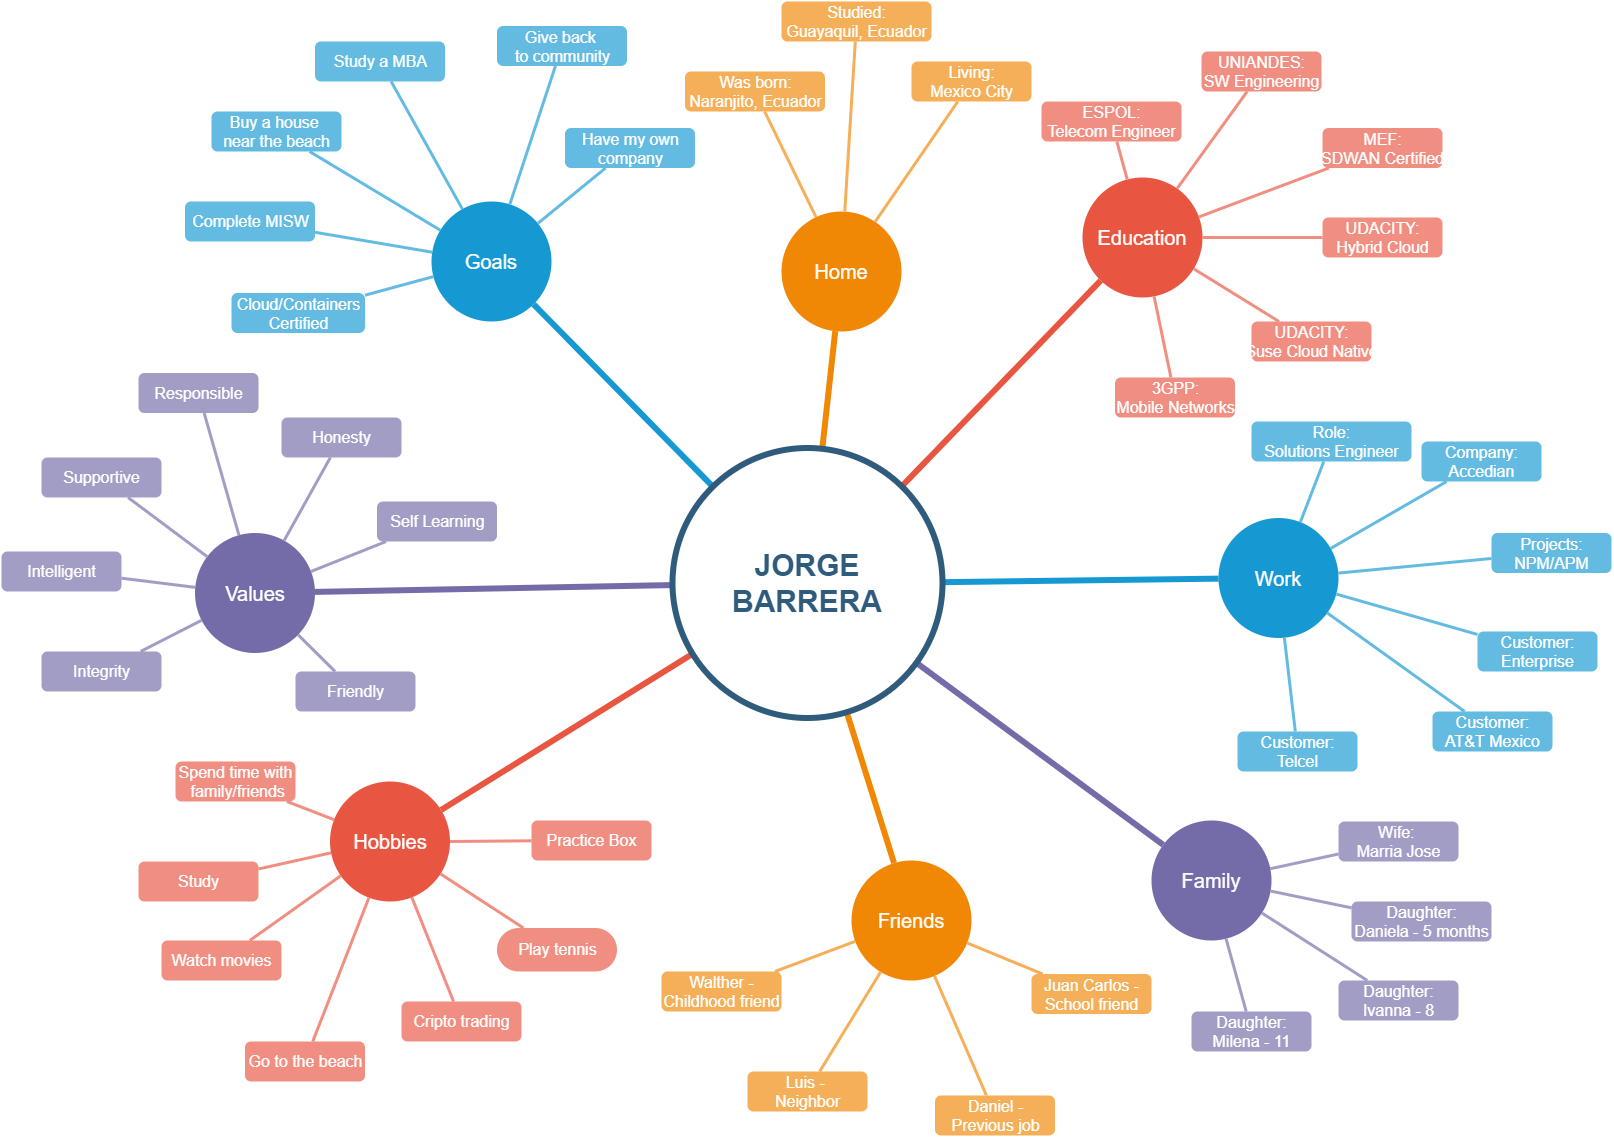 JORGE
BARRERA
Goals
Study a MBA
Give back
to community
Buy a house
near the beach
Have my own
company
Complete MISW
Cloud/Containers
Certified
Home
Studied:
Guayaquil, Ecuador
Was born:
Naranjito, Ecuador
Living:
Mexico City
Education
UNIANDES:
SW Engineering
ESPOL:
Telecom Engineer
MEF:
SDWAN Certified
UDACITY:
Hybrid Cloud
UDACITY:
Suse Cloud Native
3GPP:
Mobile Networks
Work
Role:
Solutions Engineer
Company:
Accedian
Projects:
NPM/APM
Customer:
Enterprise
Customer:
AT&T Mexico
Customer:
Telcel
Family
Wife:
Marria Jose
Daughter:
Daniela - 5 months
Daughter:
Ivanna - 8
Daughter:
Milena - 11
Friends
Walther -
Childhood friend
Juan Carlos -
School friend
Luis -
Neighbor
Daniel -
Previous job
Hobbies
Spend time with
family/friends
Practice Box
Study
Watch movies
Play tennis
Cripto trading
Go to the beach
Values
Responsible
Honesty
Supportive
Self Learning
Intelligent
Integrity
Friendly